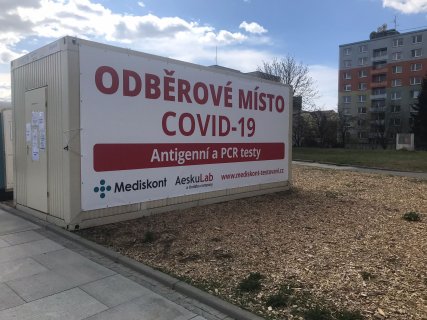 ODBĚROVÉ MÍSTO
COVID-19
Antigenní a PCR testy
Mediskont AeskuLab www.mediskont-testovani.cz